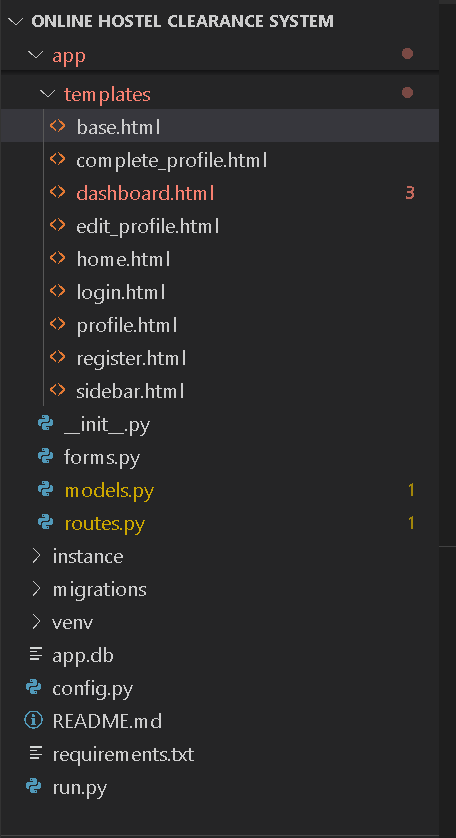 ONLINE HOSTEL CLEARANCE SYSTEM
app
templates
base.html
complete_profile.html
dashboard.html 3
edit_profile.html
home.html
login.html
profile.html
register.html
sidebar.html
__init__.py
forms.py
models.py 1
routes.py 1
instance
migrations
venv
app.db
config.py
README.md
requirements.txt
run.py